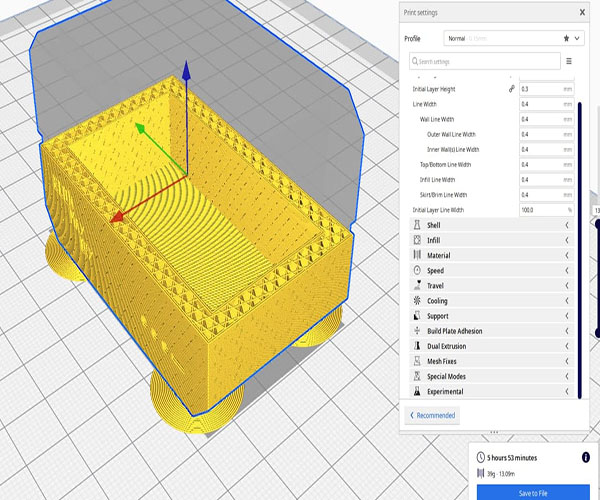 Print settings
Profile
Normal
Search settings
Initial Layer Height 0.3 mm
Line Width 0.4 mm
Wall Line Width 0.4 mm
Outer Wall Line Width 0.4 mm
Inner Wall(s) Line Width 0.4 mm
Top/Bottom Line Width 0.4 mm
Infill Line Width 0.4 mm
Skirt/Brim Line Width 0.4 mm
Initial Layer Line Width 100.0 %
Shell
Infill
Material
Speed
Travel
Cooling
Support
Build Plate Adhesion
Dual Extrusion
Mesh Fixes
Special Modes
Experimental
Recommended
5 hours 53 minutes
39g · 13.09m
Save to File